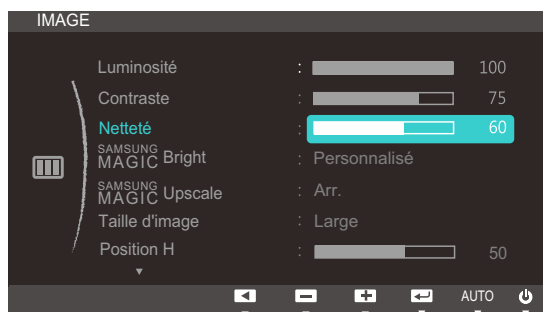 IMAGE
Luminosité : 100
Contraste : 75
Netteté : 60
SAMSUNG MAGIC Bright : Personnalisé
SAMSUNG MAGIC Upscale : Arr.
Taille d'image : Large
Position H : 50
AUTO